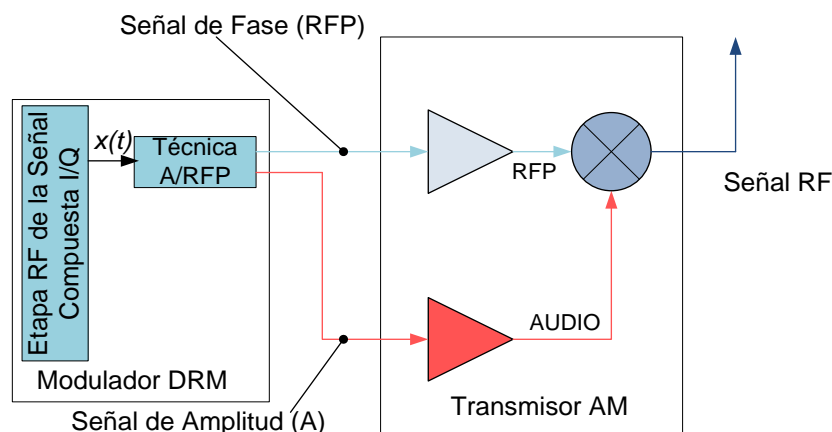 Señal de Fase (RFP)
Etapa RF de la Señal
Compuesta I/Q
x(t)
Técnica
A/RFP
RFP
Señal RF
AUDIO
Modulador DRM
Transmisor AM
Señal de Amplitud (A)